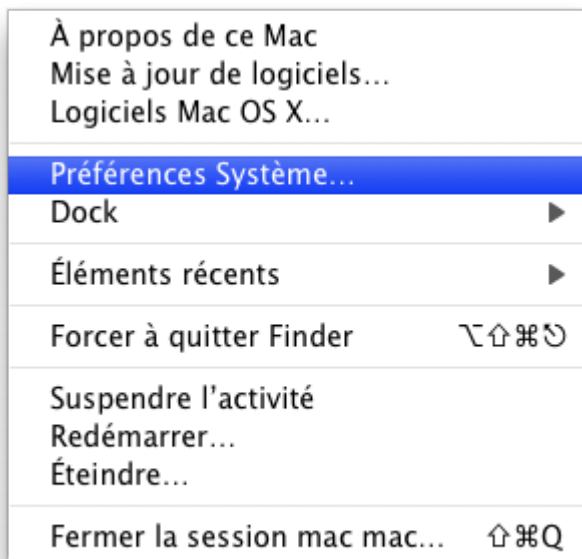 À propos de ce Mac
Mise à jour de logiciels…
Logiciels Mac OS X…
Préférences Système…
Dock ▶
Éléments récents ▶
Forcer à quitter Finder ⌥⇧⌘⎋
Suspendre l’activité
Redémarrer…
Éteindre…
Fermer la session mac mac… ⇧⌘Q